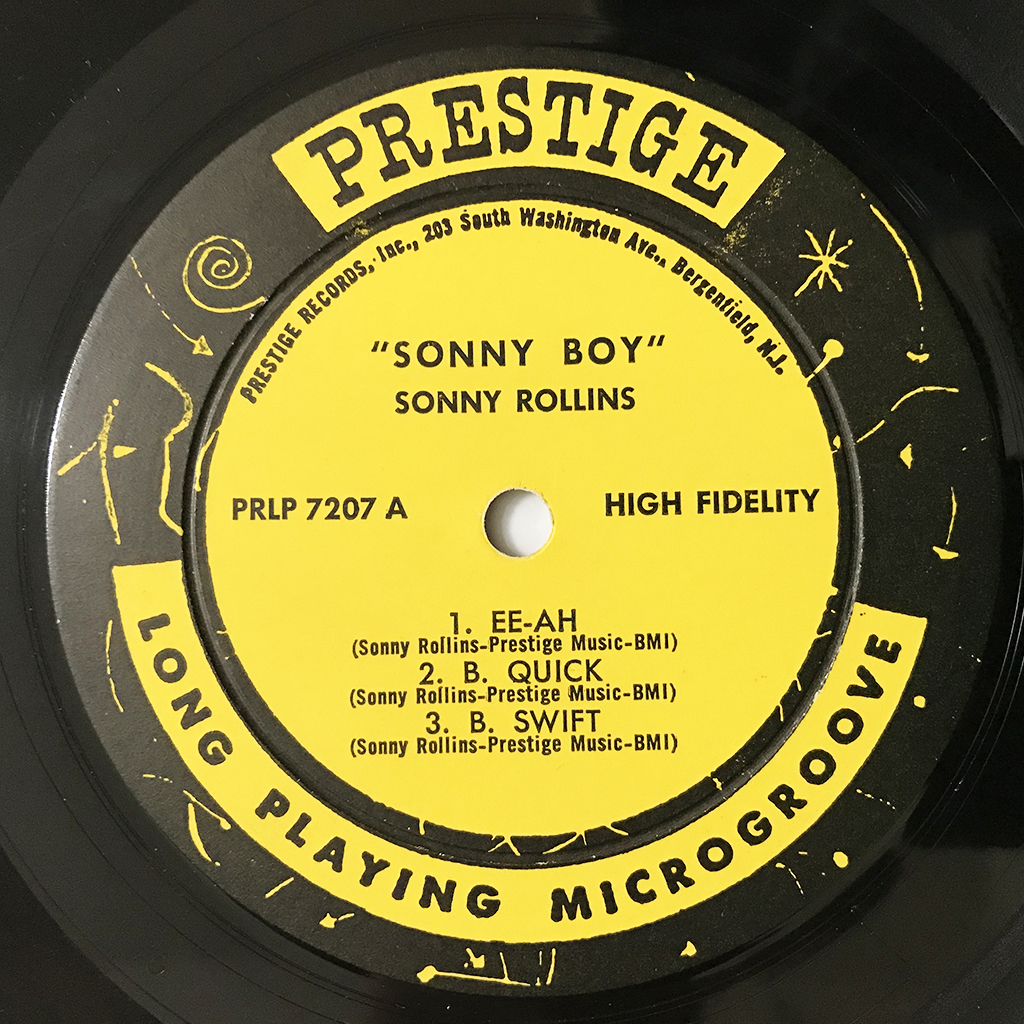 PRESTIGE
PRESTIGE RECORDS, Inc., 203 South Washington Ave., Bergenfield, N.J.
"SONNY BOY"
SONNY ROLLINS
PRLP 7207 A
HIGH FIDELITY
1. EE-AH
(Sonny Rollins-Prestige Music-BMI)
2. B. QUICK
(Sonny Rollins-Prestige Music-BMI)
3. B. SWIFT
(Sonny Rollins-Prestige Music-BMI)
LONG PLAYING MICROGROOVE